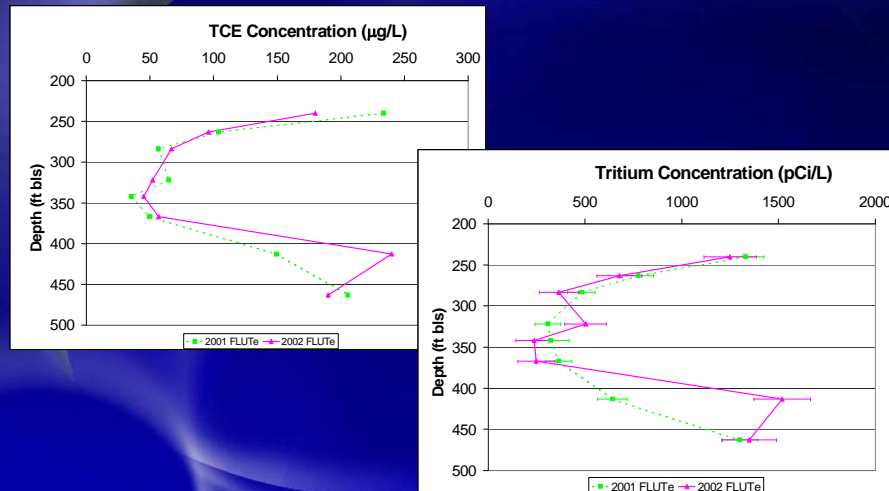 TCE Concentration (µg/L)
0 50 100 150 200 250 300
200
250
300
350
400
450
500
Depth (ft bls)
2001 FLUTe 2002 FLUTe
Tritium Concentration (pCi/L)
0 500 1000 1500 2000
200
250
300
350
400
450
500
Depth (ft bls)
2001 FLUTe 2002 FLUTe